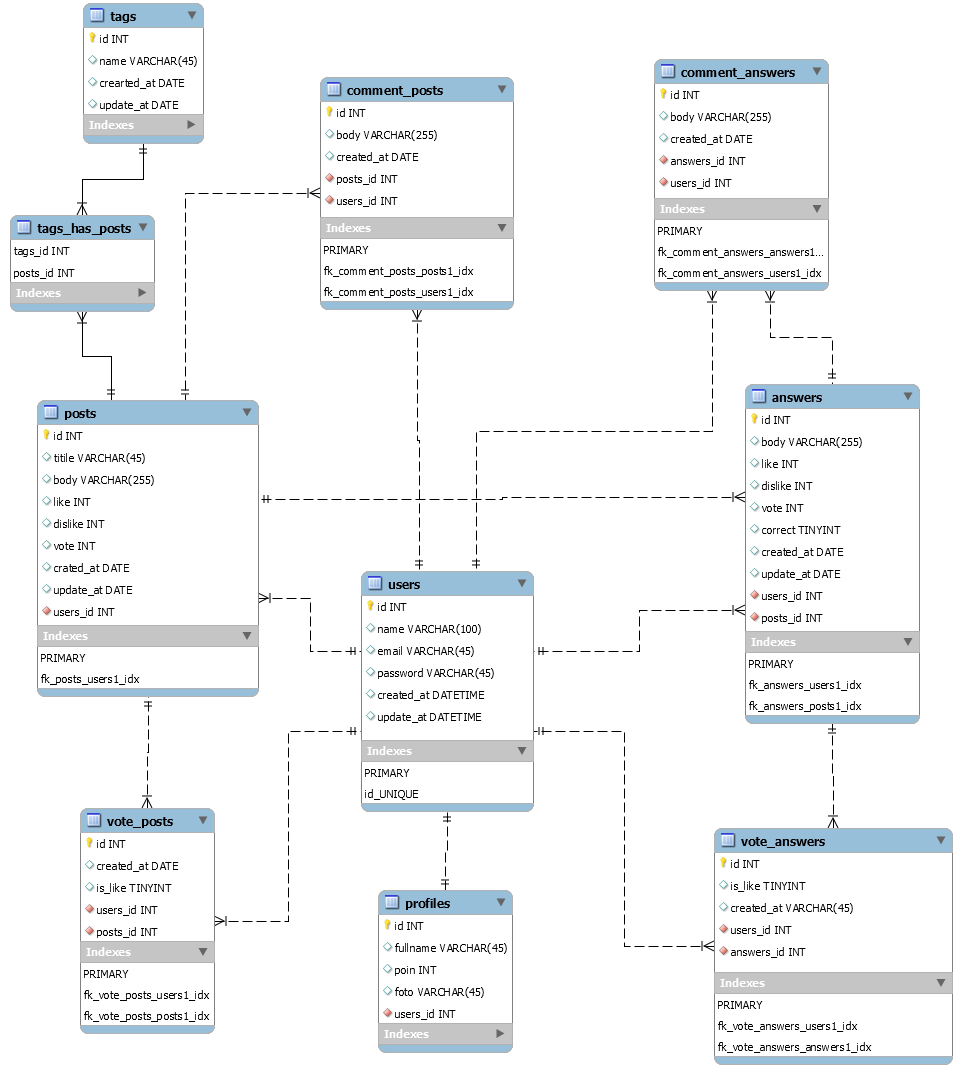 tags
id INT
name VARCHAR(45)
crearted_at DATE
update_at DATE
Indexes
comment_posts
id INT
body VARCHAR(255)
created_at DATE
posts_id INT
users_id INT
Indexes
PRIMARY
fk_comment_posts_posts1_idx
fk_comment_posts_users1_idx
comment_answers
id INT
body VARCHAR(255)
created_at DATE
answers_id INT
users_id INT
Indexes
PRIMARY
fk_comment_answers_answers1...
fk_comment_answers_users1_idx
tags_has_posts
tags_id INT
posts_id INT
Indexes
posts
id INT
titile VARCHAR(45)
body VARCHAR(255)
like INT
dislike INT
vote INT
crated_at DATE
update_at DATE
users_id INT
Indexes
PRIMARY
fk_posts_users1_idx
answers
id INT
body VARCHAR(255)
like INT
dislike INT
vote INT
correct TINYINT
created_at DATE
update_at DATE
users_id INT
posts_id INT
Indexes
PRIMARY
fk_answers_users1_idx
fk_answers_posts1_idx
users
id INT
name VARCHAR(100)
email VARCHAR(45)
password VARCHAR(45)
created_at DATETIME
update_at DATETIME
Indexes
PRIMARY
id_UNIQUE
vote_posts
id INT
created_at DATE
is_like TINYINT
users_id INT
posts_id INT
Indexes
PRIMARY
fk_vote_posts_users1_idx
fk_vote_posts_posts1_idx
profiles
id INT
fullname VARCHAR(45)
poin INT
foto VARCHAR(45)
users_id INT
Indexes
vote_answers
id INT
is_like TINYINT
created_at VARCHAR(45)
users_id INT
answers_id INT
Indexes
PRIMARY
fk_vote_answers_users1_idx
fk_vote_answers_answers1_idx